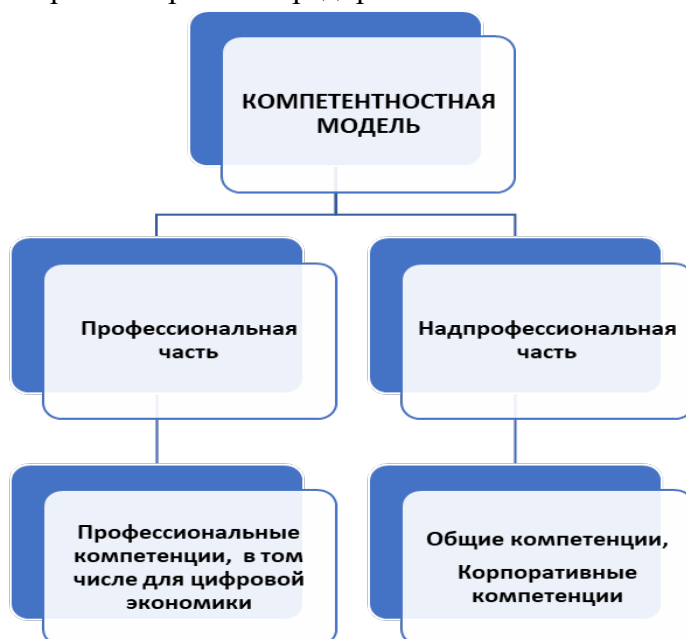 КОМПЕТЕНТНОСТНАЯ
МОДЕЛЬ
Профессиональная
часть
Надпрофессиональная
часть
Профессиональные
компетенции, в том
числе для цифровой
экономики
Общие компетенции,
Корпоративные
компетенции